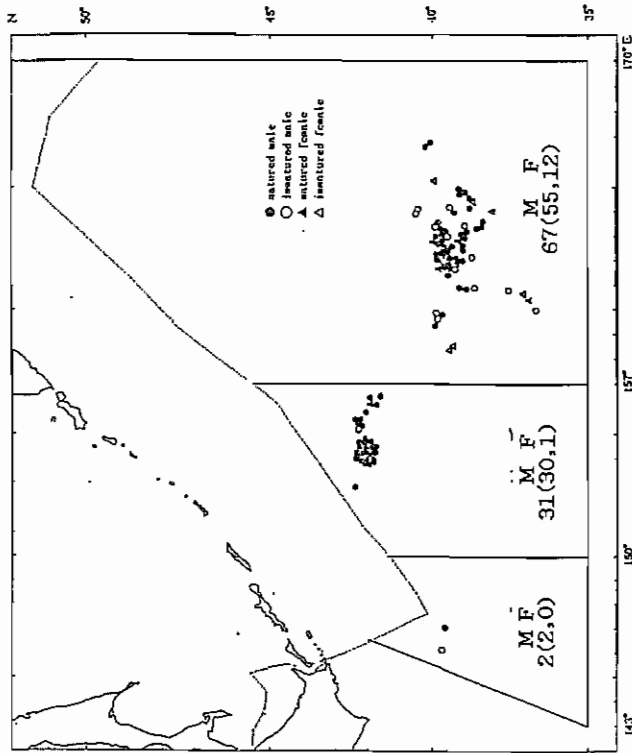 N
50°
45°
40°
35°
170° E
157°
150°
143°
matured male
immatured male
matured female
immatured female
M F
67(55,12)
M F
31(30,1)
M F
2(2,0)